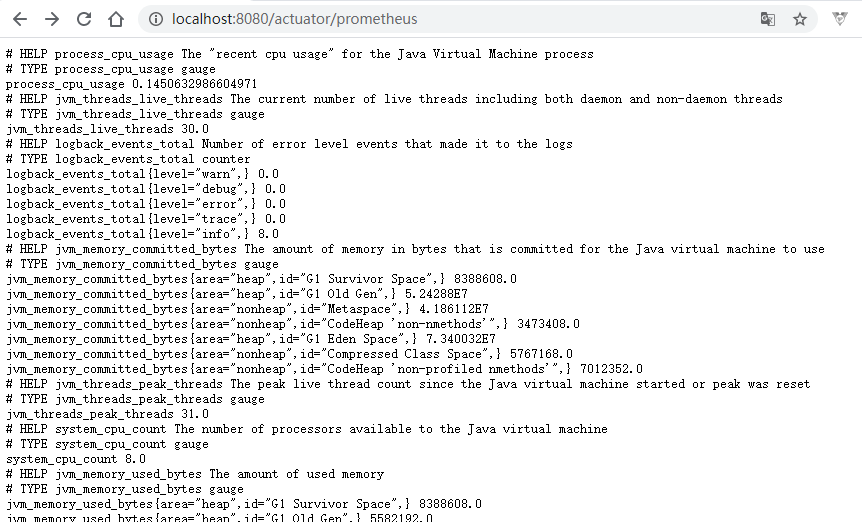 localhost:8080/actuator/prometheus
# HELP process_cpu_usage The "recent cpu usage" for the Java Virtual Machine process
# TYPE process_cpu_usage gauge
process_cpu_usage 0.1450632986604971
# HELP jvm_threads_live_threads The current number of live threads including both daemon and non-daemon threads
# TYPE jvm_threads_live_threads gauge
jvm_threads_live_threads 30.0
# HELP logback_events_total Number of error level events that made it to the logs
# TYPE logback_events_total counter
logback_events_total{level="warn",} 0.0
logback_events_total{level="debug",} 0.0
logback_events_total{level="error",} 0.0
logback_events_total{level="trace",} 0.0
logback_events_total{level="info",} 8.0
# HELP jvm_memory_committed_bytes The amount of memory in bytes that is committed for the Java virtual machine to use
# TYPE jvm_memory_committed_bytes gauge
jvm_memory_committed_bytes{area="heap",id="G1 Survivor Space",} 8388608.0
jvm_memory_committed_bytes{area="heap",id="G1 Old Gen",} 5.24288E7
jvm_memory_committed_bytes{area="nonheap",id="Metaspace",} 4.186112E7
jvm_memory_committed_bytes{area="nonheap",id="CodeHeap 'non-nmethods'",} 3473408.0
jvm_memory_committed_bytes{area="heap",id="G1 Eden Space",} 7.340032E7
jvm_memory_committed_bytes{area="nonheap",id="Compressed Class Space",} 5767168.0
jvm_memory_committed_bytes{area="nonheap",id="CodeHeap 'non-profiled nmethods'",} 7012352.0
# HELP jvm_threads_peak_threads The peak live thread count since the Java virtual machine started or peak was reset
# TYPE jvm_threads_peak_threads gauge
jvm_threads_peak_threads 31.0
# HELP system_cpu_count The number of processors available to the Java virtual machine
# TYPE system_cpu_count gauge
system_cpu_count 8.0
# HELP jvm_memory_used_bytes The amount of used memory
# TYPE jvm_memory_used_bytes gauge
jvm_memory_used_bytes{area="heap",id="G1 Survivor Space",} 8388608.0
jvm_memory_used_bytes{area="heap",id="G1 Old Gen",} 5582192.0